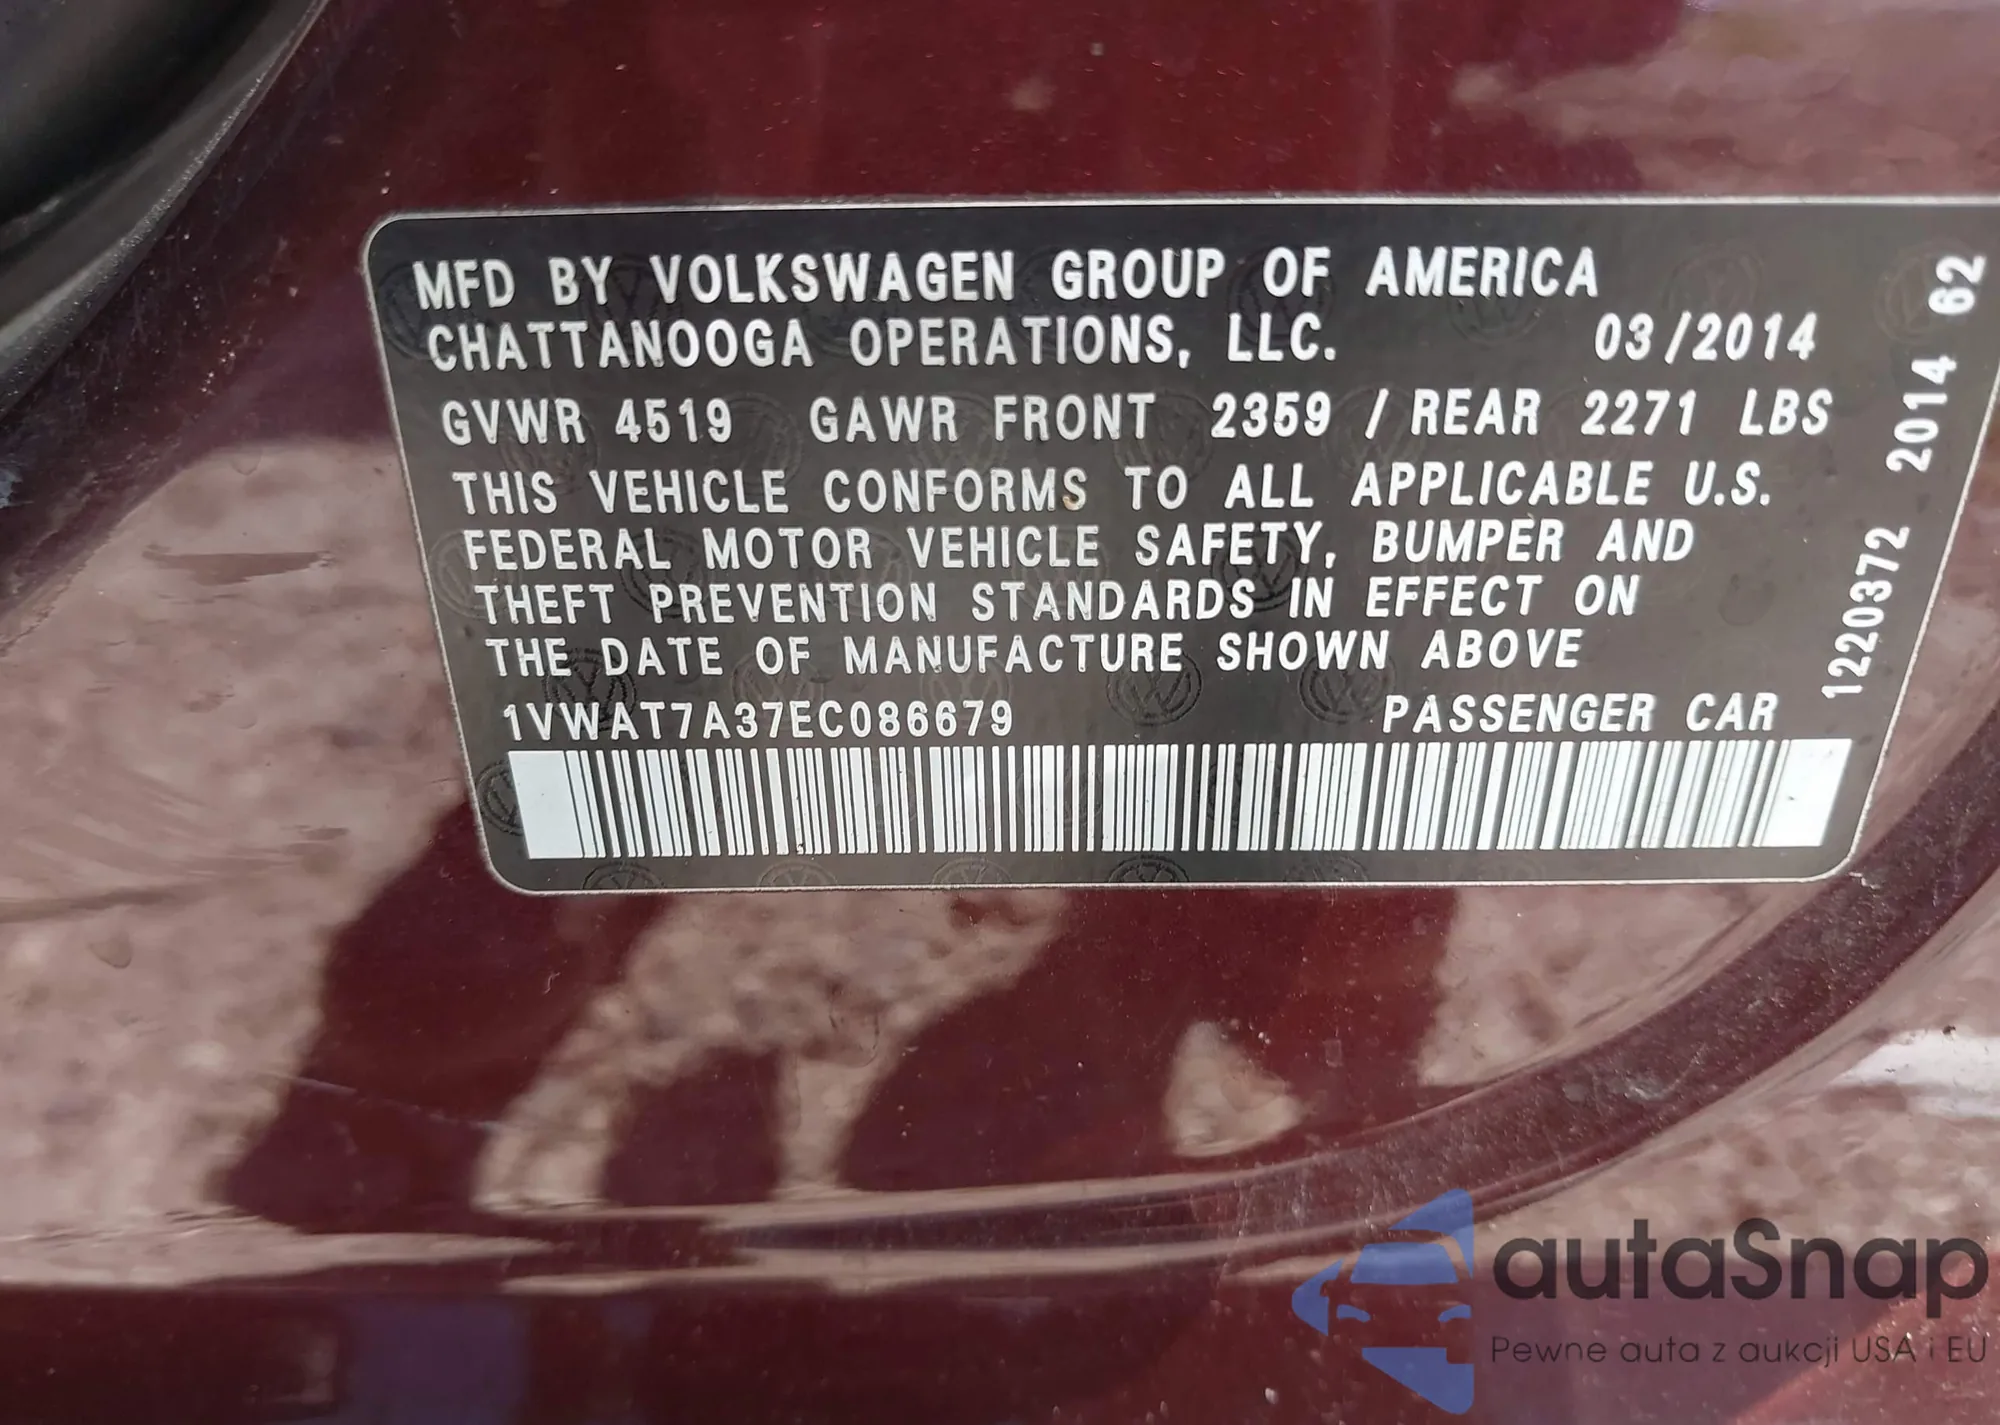 MFD BY VOLKSWAGEN GROUP OF AMERICA
CHATTANOOGA OPERATIONS, LLC. 03/2014
GVWR 4519 GAWR FRONT 2359 / REAR 2271 LBS
THIS VEHICLE CONFORMS TO ALL APPLICABLE U.S.
FEDERAL MOTOR VEHICLE SAFETY, BUMPER AND
THEFT PREVENTION STANDARDS IN EFFECT ON
THE DATE OF MANUFACTURE SHOWN ABOVE
1VWAT7A37EC086679 PASSENGER CAR
1220372 2014 62
autaSnap
Pewne auta z aukcji USA i EU